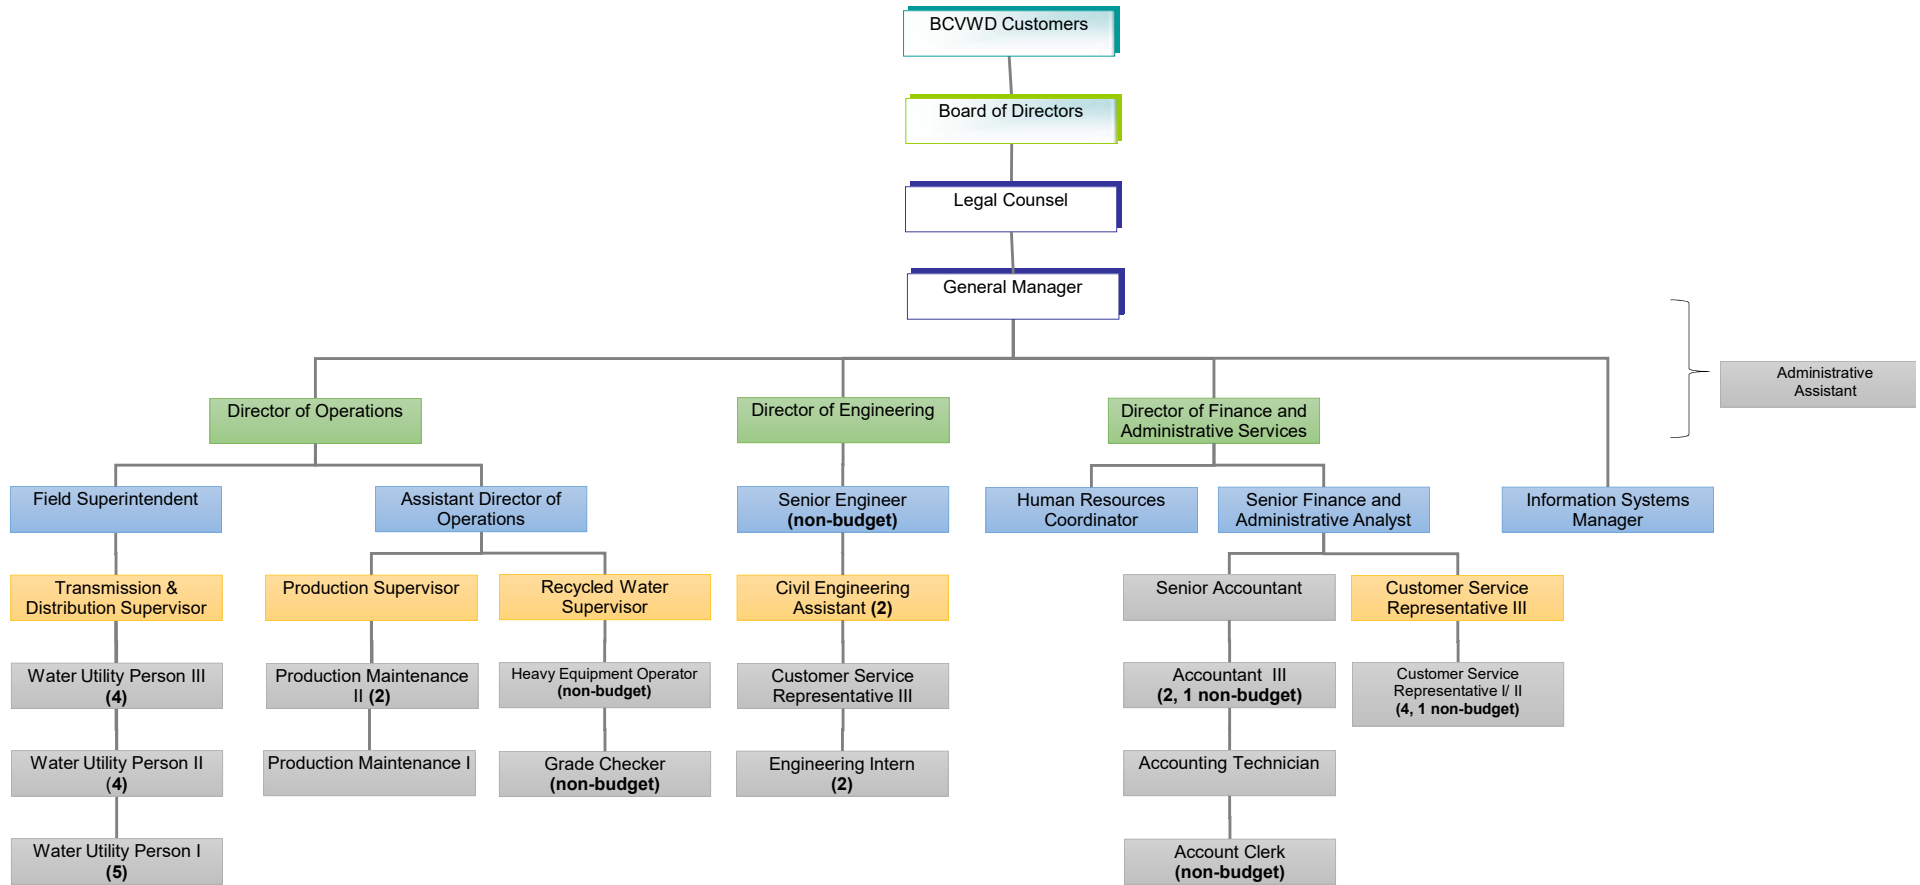 BCVWD Customers
Board of Directors
Legal Counsel
General Manager
Administrative
Assistant
Director of Operations
Director of Engineering
Director of Finance and
Administrative Services
Field Superintendent
Assistant Director of
Operations
Senior Engineer
(non-budget)
Human Resources
Coordinator
Senior Finance and
Administrative Analyst
Information Systems
Manager
Transmission &
Distribution Supervisor
Production Supervisor
Recycled Water
Supervisor
Civil Engineering
Assistant (2)
Senior Accountant
Customer Service
Representative III
Water Utility Person III
(4)
Production Maintenance
II (2)
Heavy Equipment Operator
(non-budget)
Customer Service
Representative III
Accountant III
(2, 1 non-budget)
Customer Service
Representative I/ II
(4, 1 non-budget)
Water Utility Person II
(4)
Production Maintenance I
Grade Checker
(non-budget)
Engineering Intern
(2)
Accounting Technician
Water Utility Person I
(5)
Account Clerk
(non-budget)